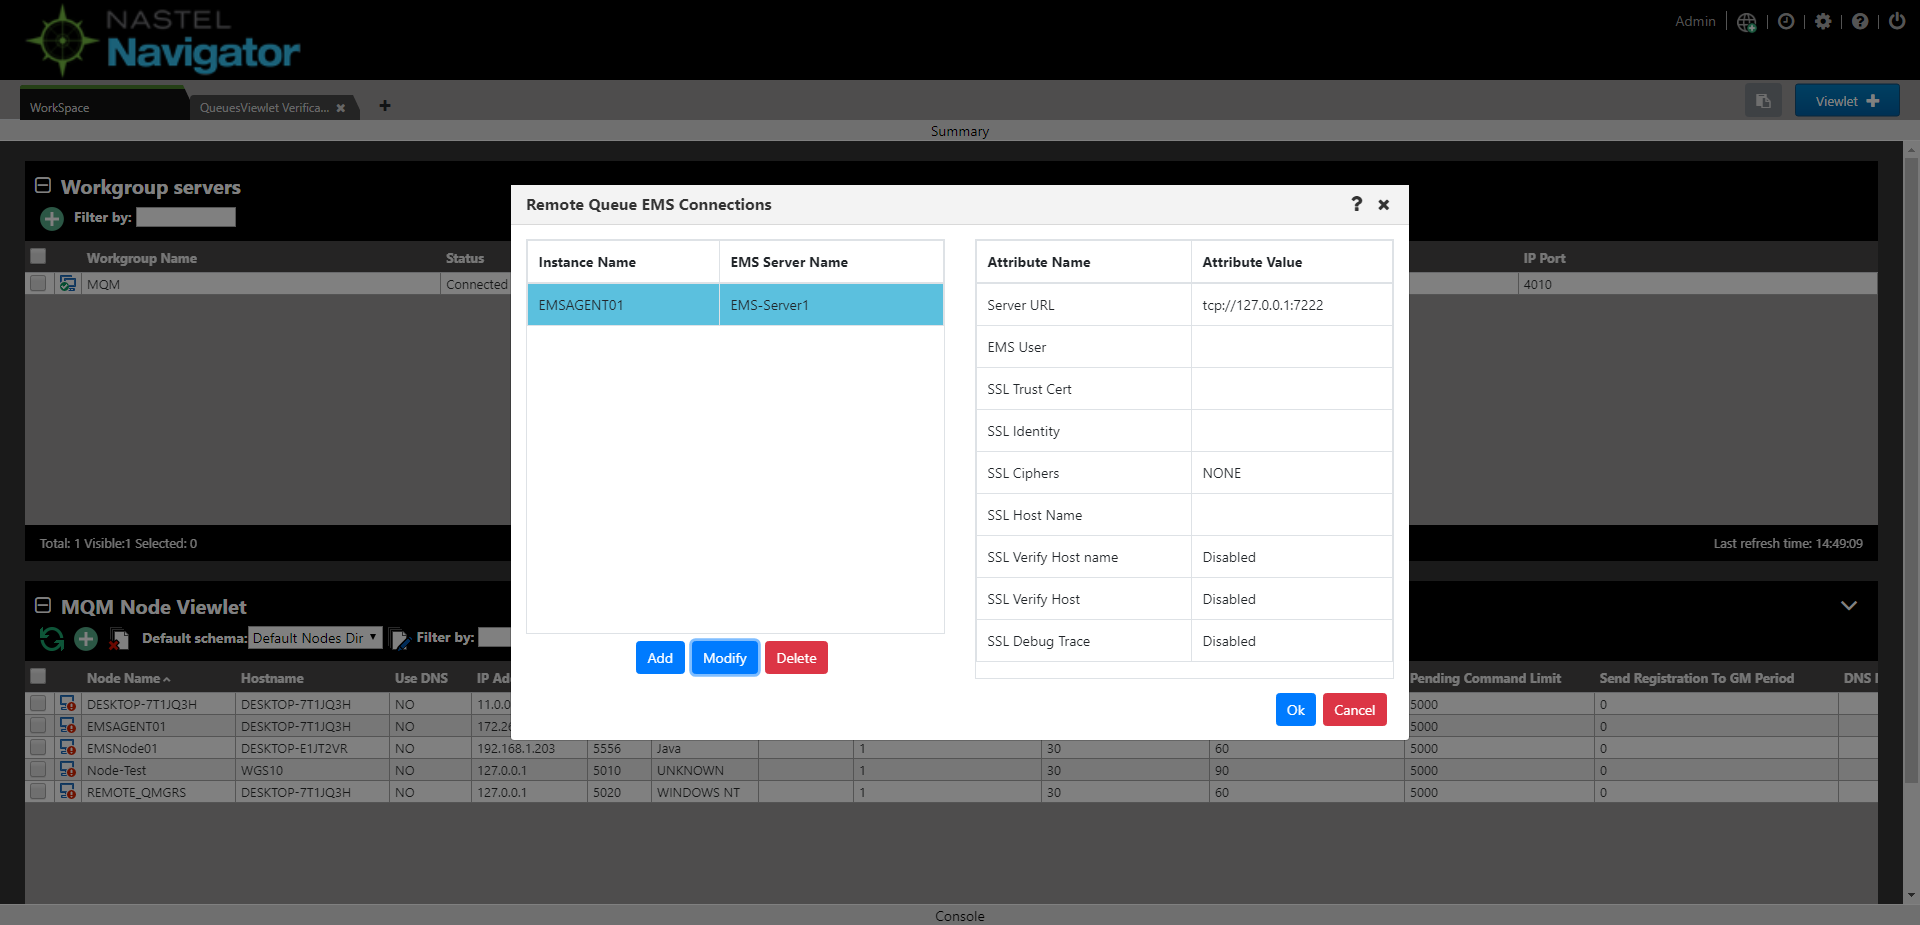 NASTEL
Navigator
Admin
WorkSpace
QueuesViewlet Verifica...
Viewlet
Summary
Workgroup servers
Filter by:
Workgroup Name Status IP Port
MQM Connected 4010
Total: 1 Visible:1 Selected: 0
Last refresh time: 14:49:09
Remote Queue EMS Connections
Instance Name EMS Server Name
EMSAGENT01 EMS-Server1
Add Modify Delete
Attribute Name Attribute Value
Server URL tcp://127.0.0.1:7222
EMS User
SSL Trust Cert
SSL Identity
SSL Ciphers NONE
SSL Host Name
SSL Verify Host name Disabled
SSL Verify Host Disabled
SSL Debug Trace Disabled
Ok Cancel
MQM Node Viewlet
Default schema: Default Nodes Dir Filter by:
Node Name Hostname Use DNS IP Pending Command Limit Send Registration To GM Period DNS
DESKTOP-7T1JQ3H DESKTOP-7T1JQ3H NO 11.0.0 5000 0
EMSAGENT01 DESKTOP-7T1JQ3H NO 172.26 5000 0
EMSNode01 DESKTOP-E1JT2VR NO 192.168.1.203 5556 Java 1 30 60 5000 0
Node-Test WGS10 NO 127.0.0.1 5010 UNKNOWN 1 30 90 5000 0
REMOTE_QMGRS DESKTOP-7T1JQ3H NO 127.0.0.1 5020 WINDOWS NT 1 30 60 5000 0
Console